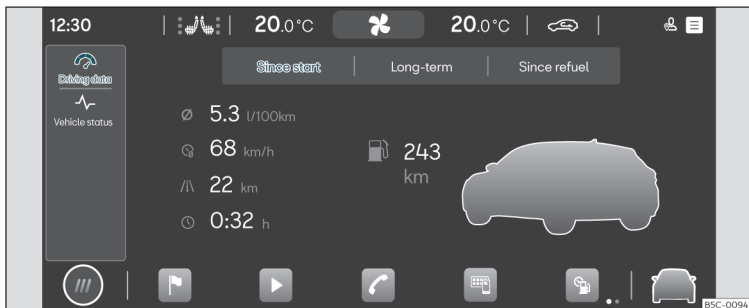 12:30 20.0°C 20.0°C
Driving data
Vehicle status
Since start Long-term Since refuel
Ø 5.3 l/100km
68 km/h
22 km
0:32 h
243
km
B5C-0094